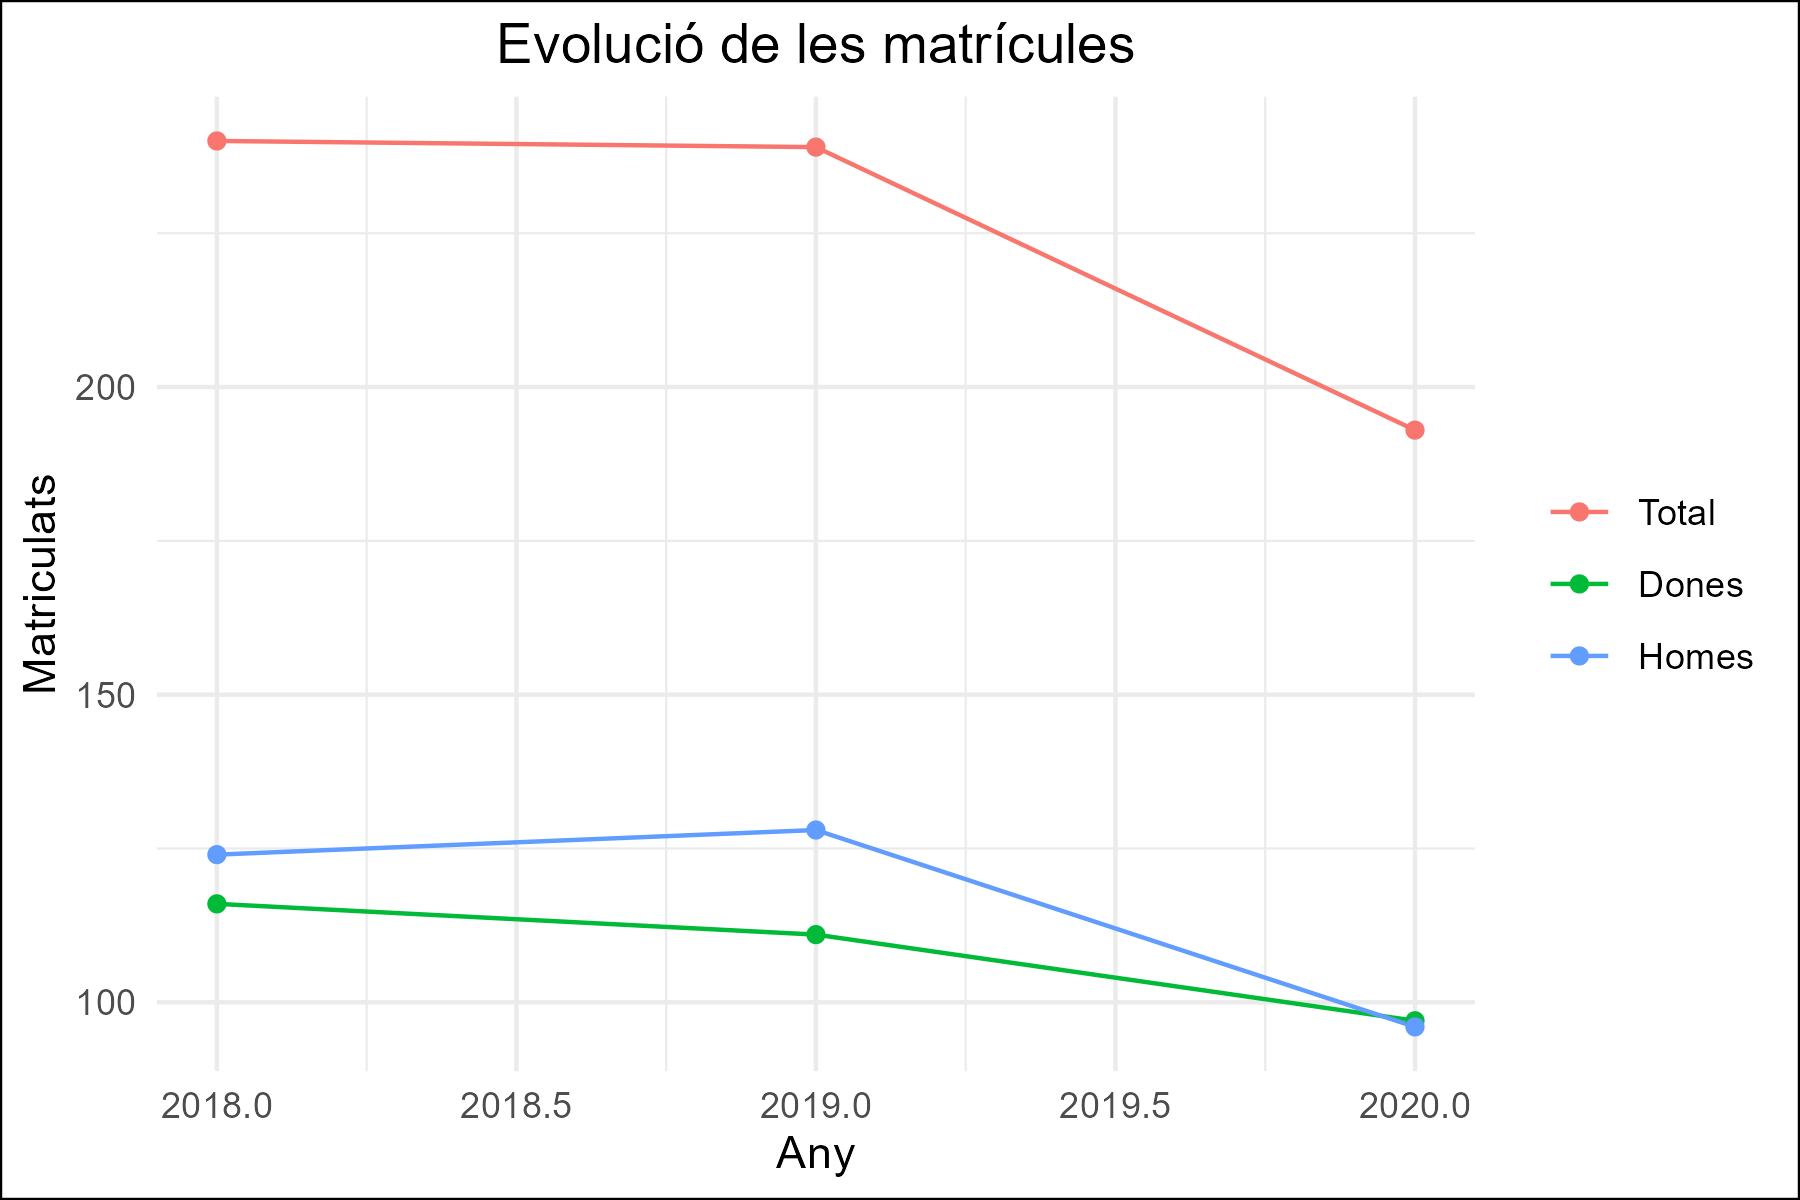 Evolució de les matrícules
Matriculats
200
150
100
2018.0
2018.5
2019.0
2019.5
2020.0
Any
Total
Dones
Homes